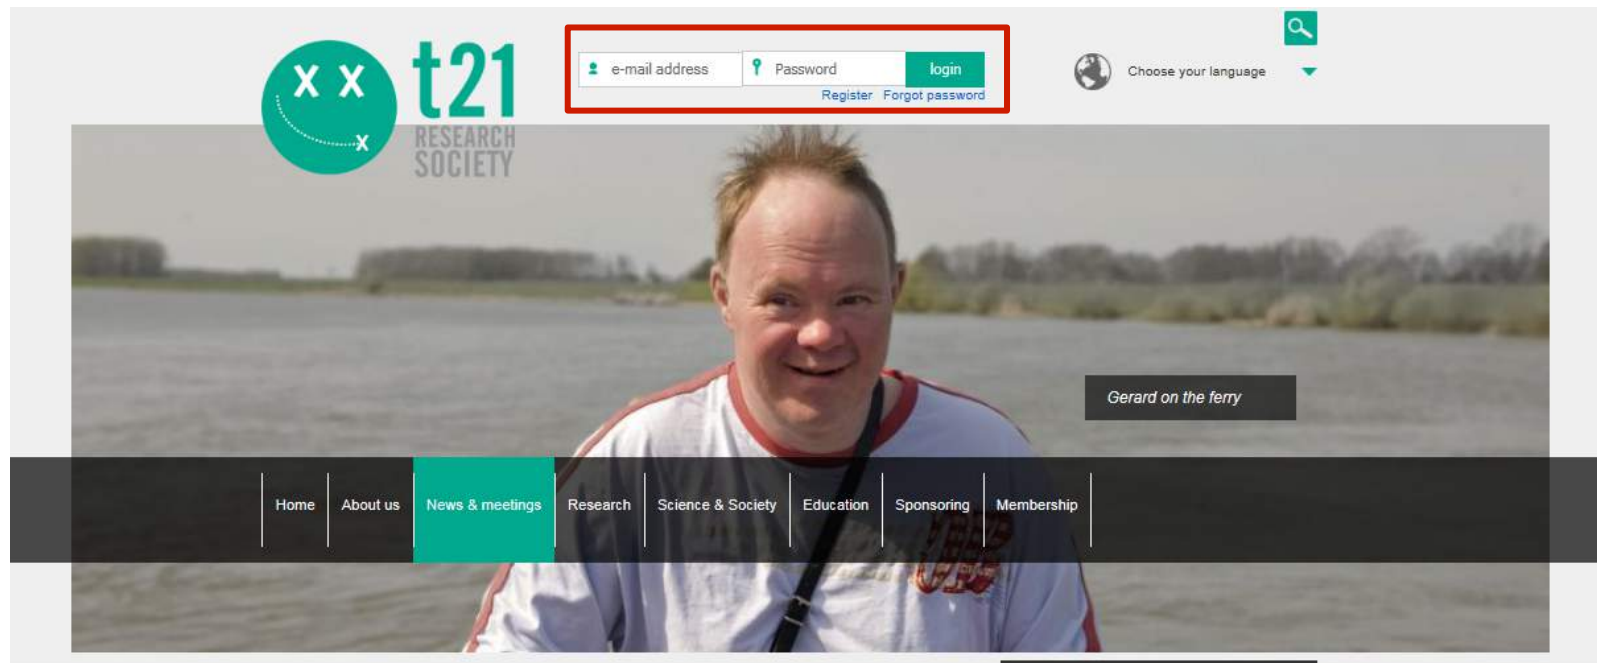 t21
RESEARCH
SOCIETY
e-mail address Password login
Register Forgot password
Choose your language
Gerard on the ferry
Home About us News & meetings Research Science & Society Education Sponsoring Membership